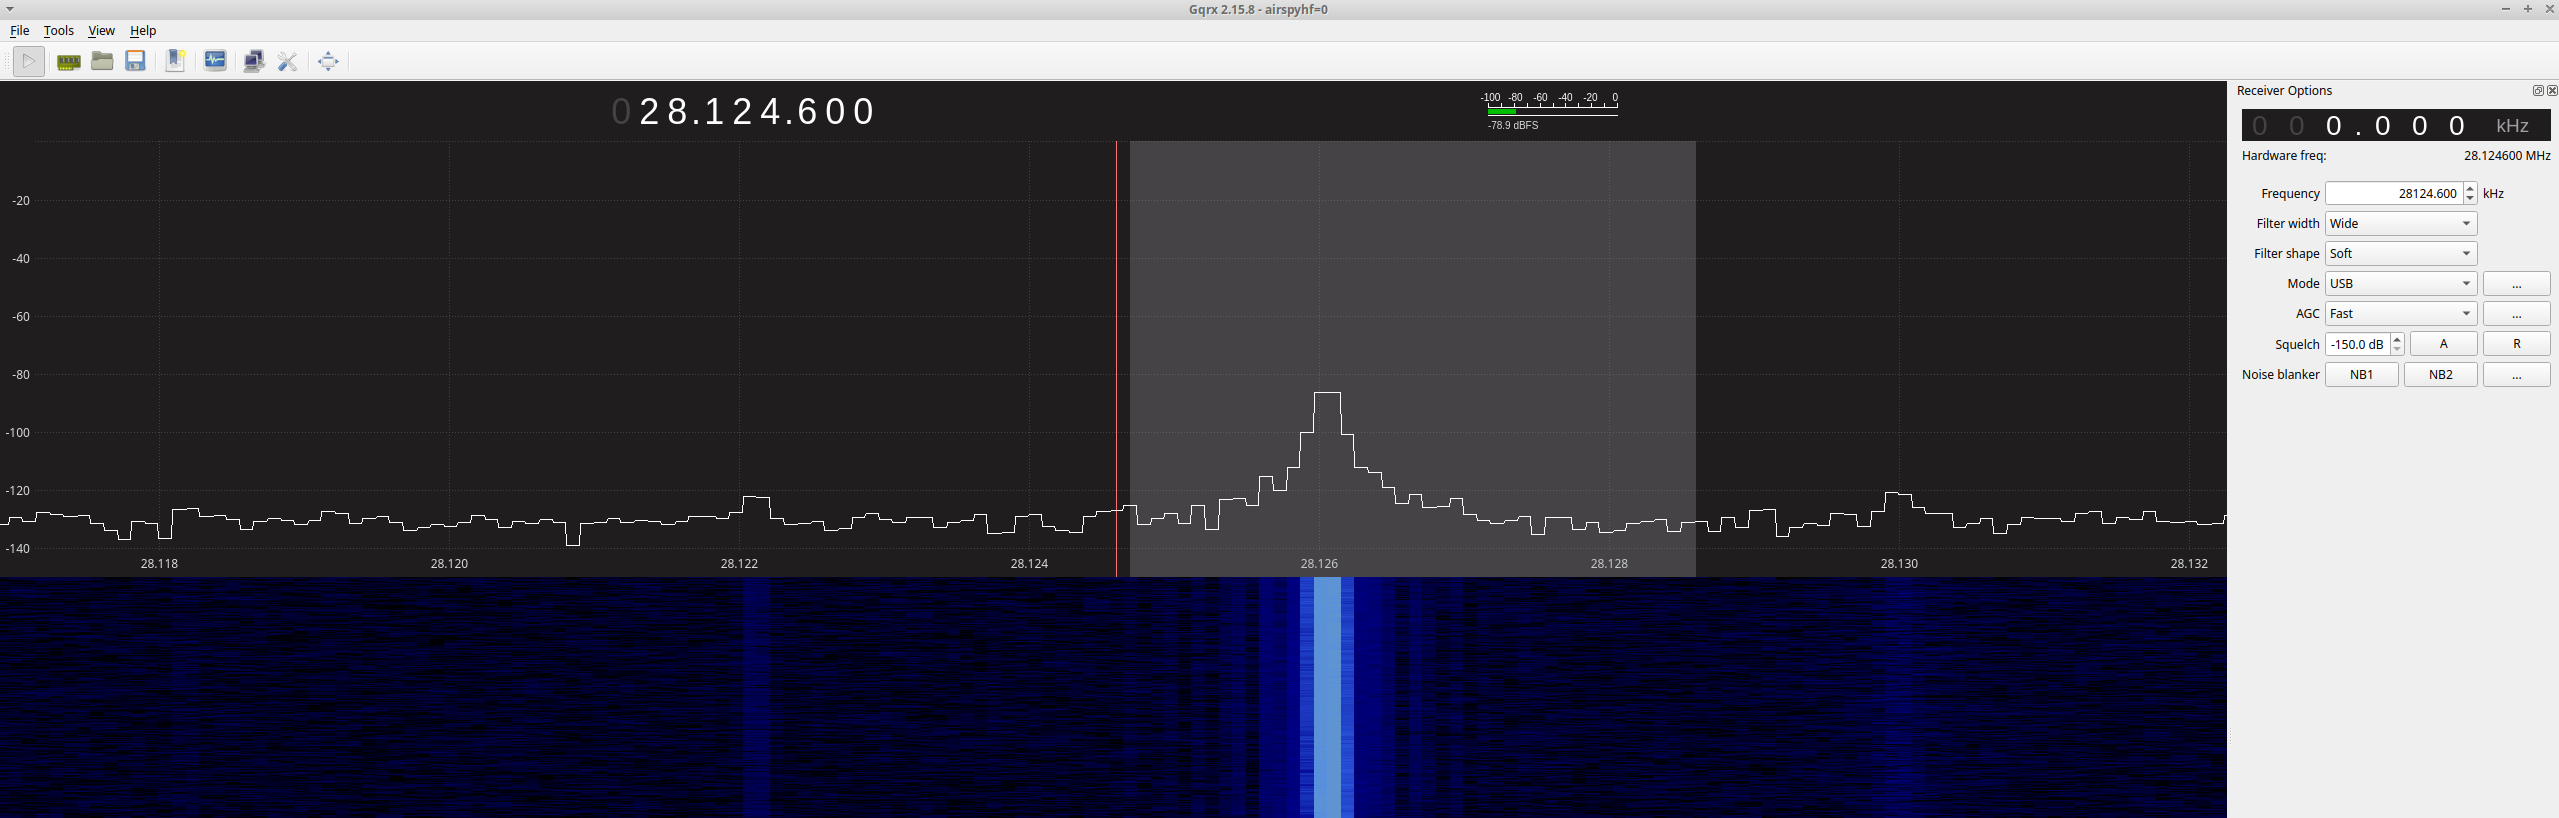 Gqrx 2.15.8 - airspyhf=0
File Tools View Help
028.124.600
-100 -80 -60 -40 -20 0
-78.9 dBFS
-20
-40
-60
-80
-100
-120
-140
28.118 28.120 28.122 28.124 28.126 28.128 28.130 28.132
Receiver Options
0 0 0.0 0 0 kHz
Hardware freq: 28.124600 MHz
Frequency 28124.600 kHz
Filter width Wide
Filter shape Soft
Mode USB ...
AGC Fast ...
Squelch -150.0 dB A R
Noise blanker NB1 NB2 ...